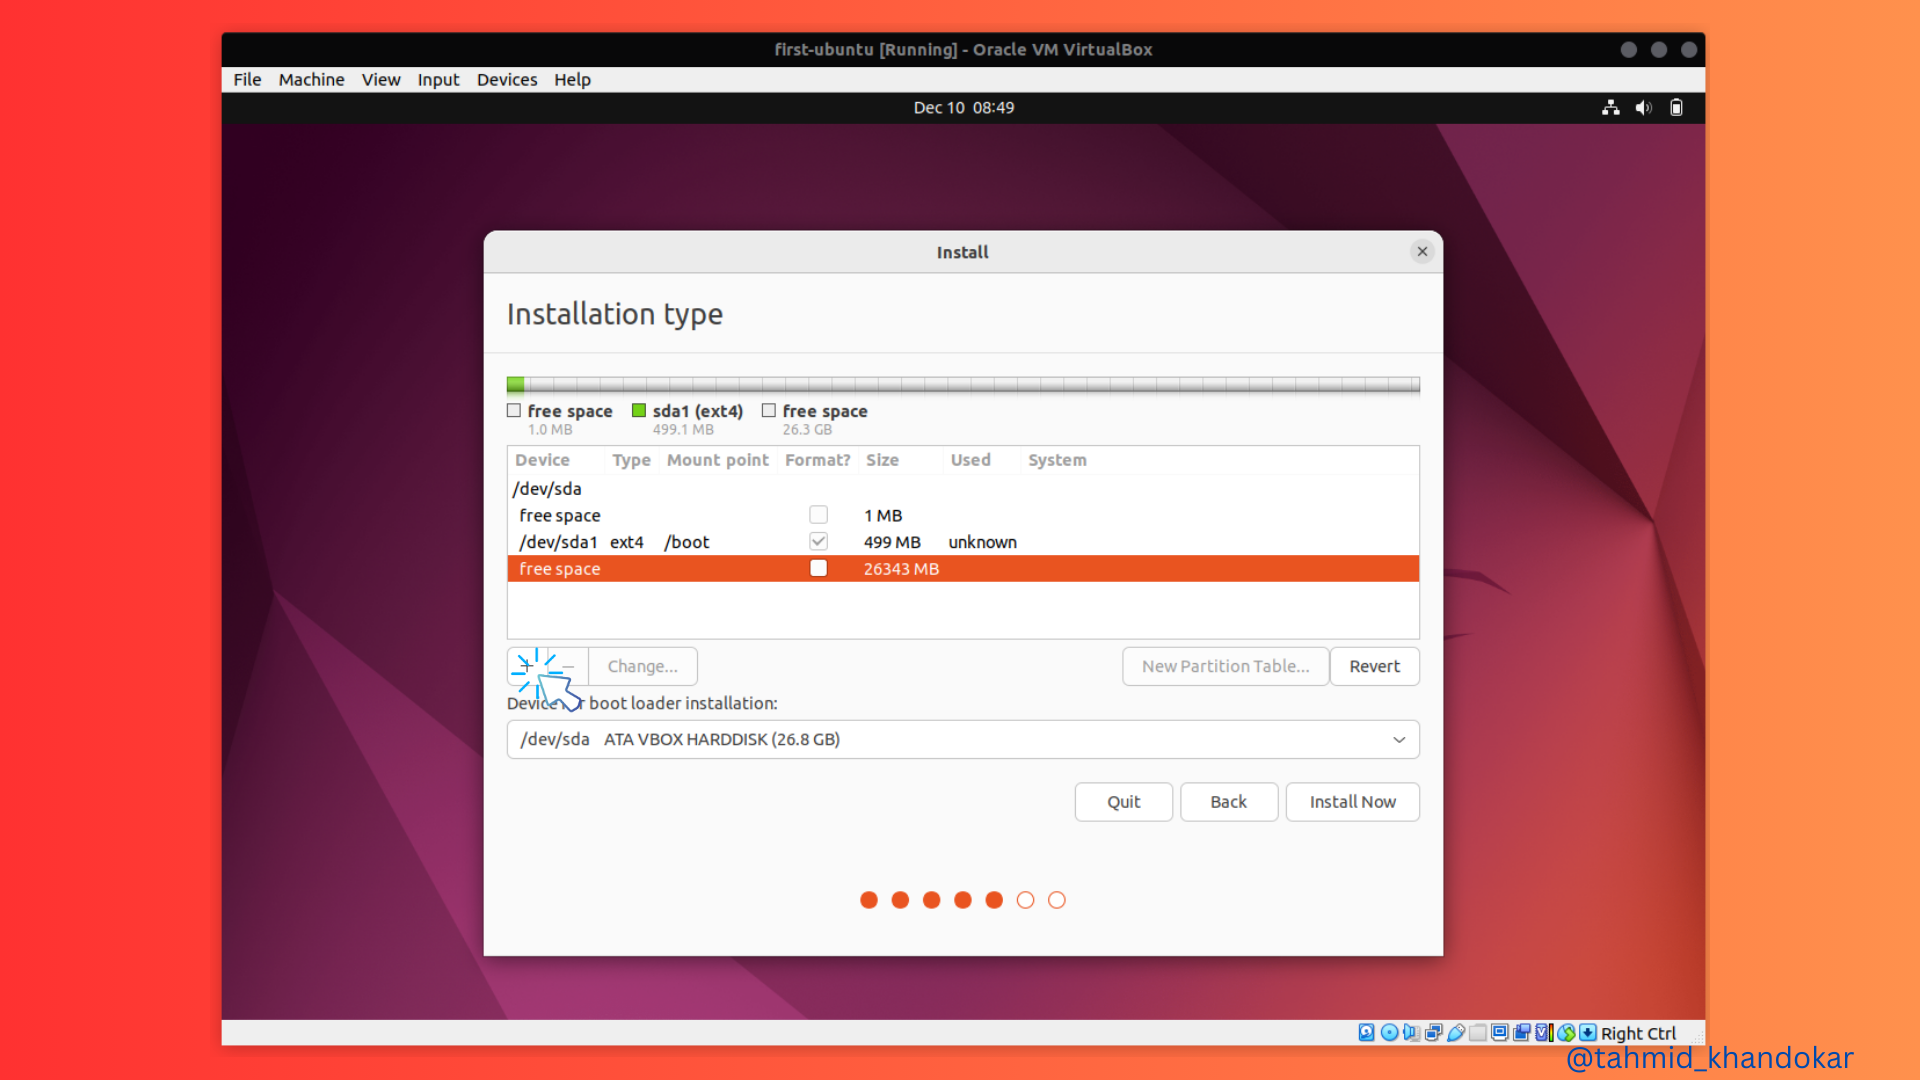 first-ubuntu [Running] - Oracle VM VirtualBox
File Machine View Input Devices Help
Dec 10 08:49
Install
Installation type
free space sda1 (ext4) free space
1.0 MB 499.1 MB 26.3 GB
Device Type Mount point Format? Size Used System
/dev/sda
free space 1 MB
/dev/sda1 ext4 /boot 499 MB unknown
free space 26343 MB
+ − Change... New Partition Table... Revert
Device for boot loader installation:
/dev/sda ATA VBOX HARDDISK (26.8 GB)
Quit Back Install Now
Right Ctrl
@tahmid_khandokar